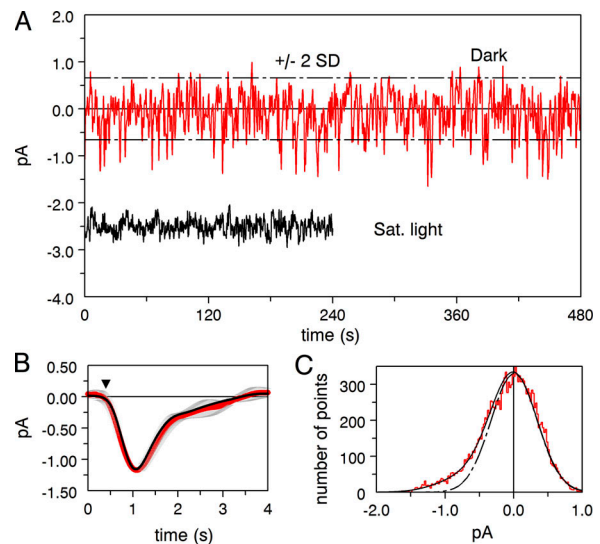 A
2.0
1.0
0.0
-1.0
-2.0
-3.0
-4.0
pA
+/- 2 SD
Dark
Sat. light
0
120
240
360
480
time (s)
B
0.50
0.00
-0.50
-1.00
-1.50
pA
0
1
2
3
4
time (s)
C
300
200
100
0
number of points
-2.0
-1.0
0.0
1.0
pA